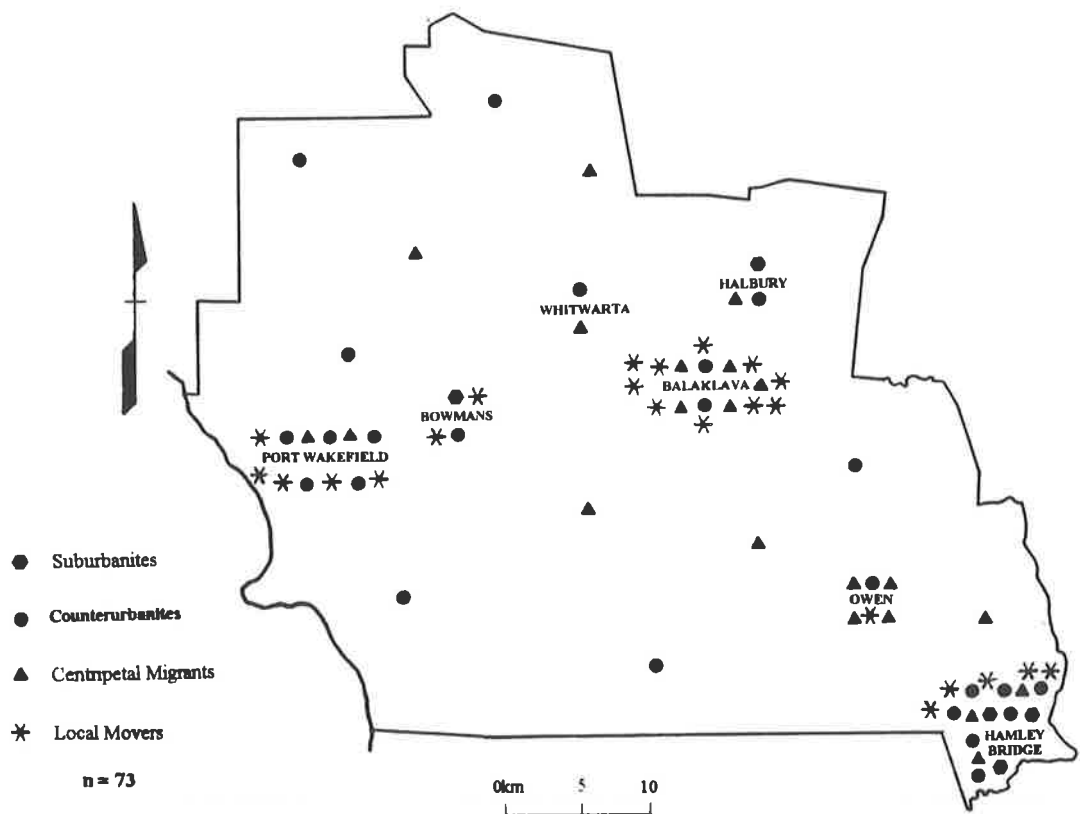 HALBURY
WHITWARTA
BALAKLAVA
BOWMANS
PORT WAKEFIELD
Suburbanites
Counterurbanites
OWEN
Centripetal Migrants
Local Movers
HAMLEY
BRIDGE
n = 73
0km 5 10